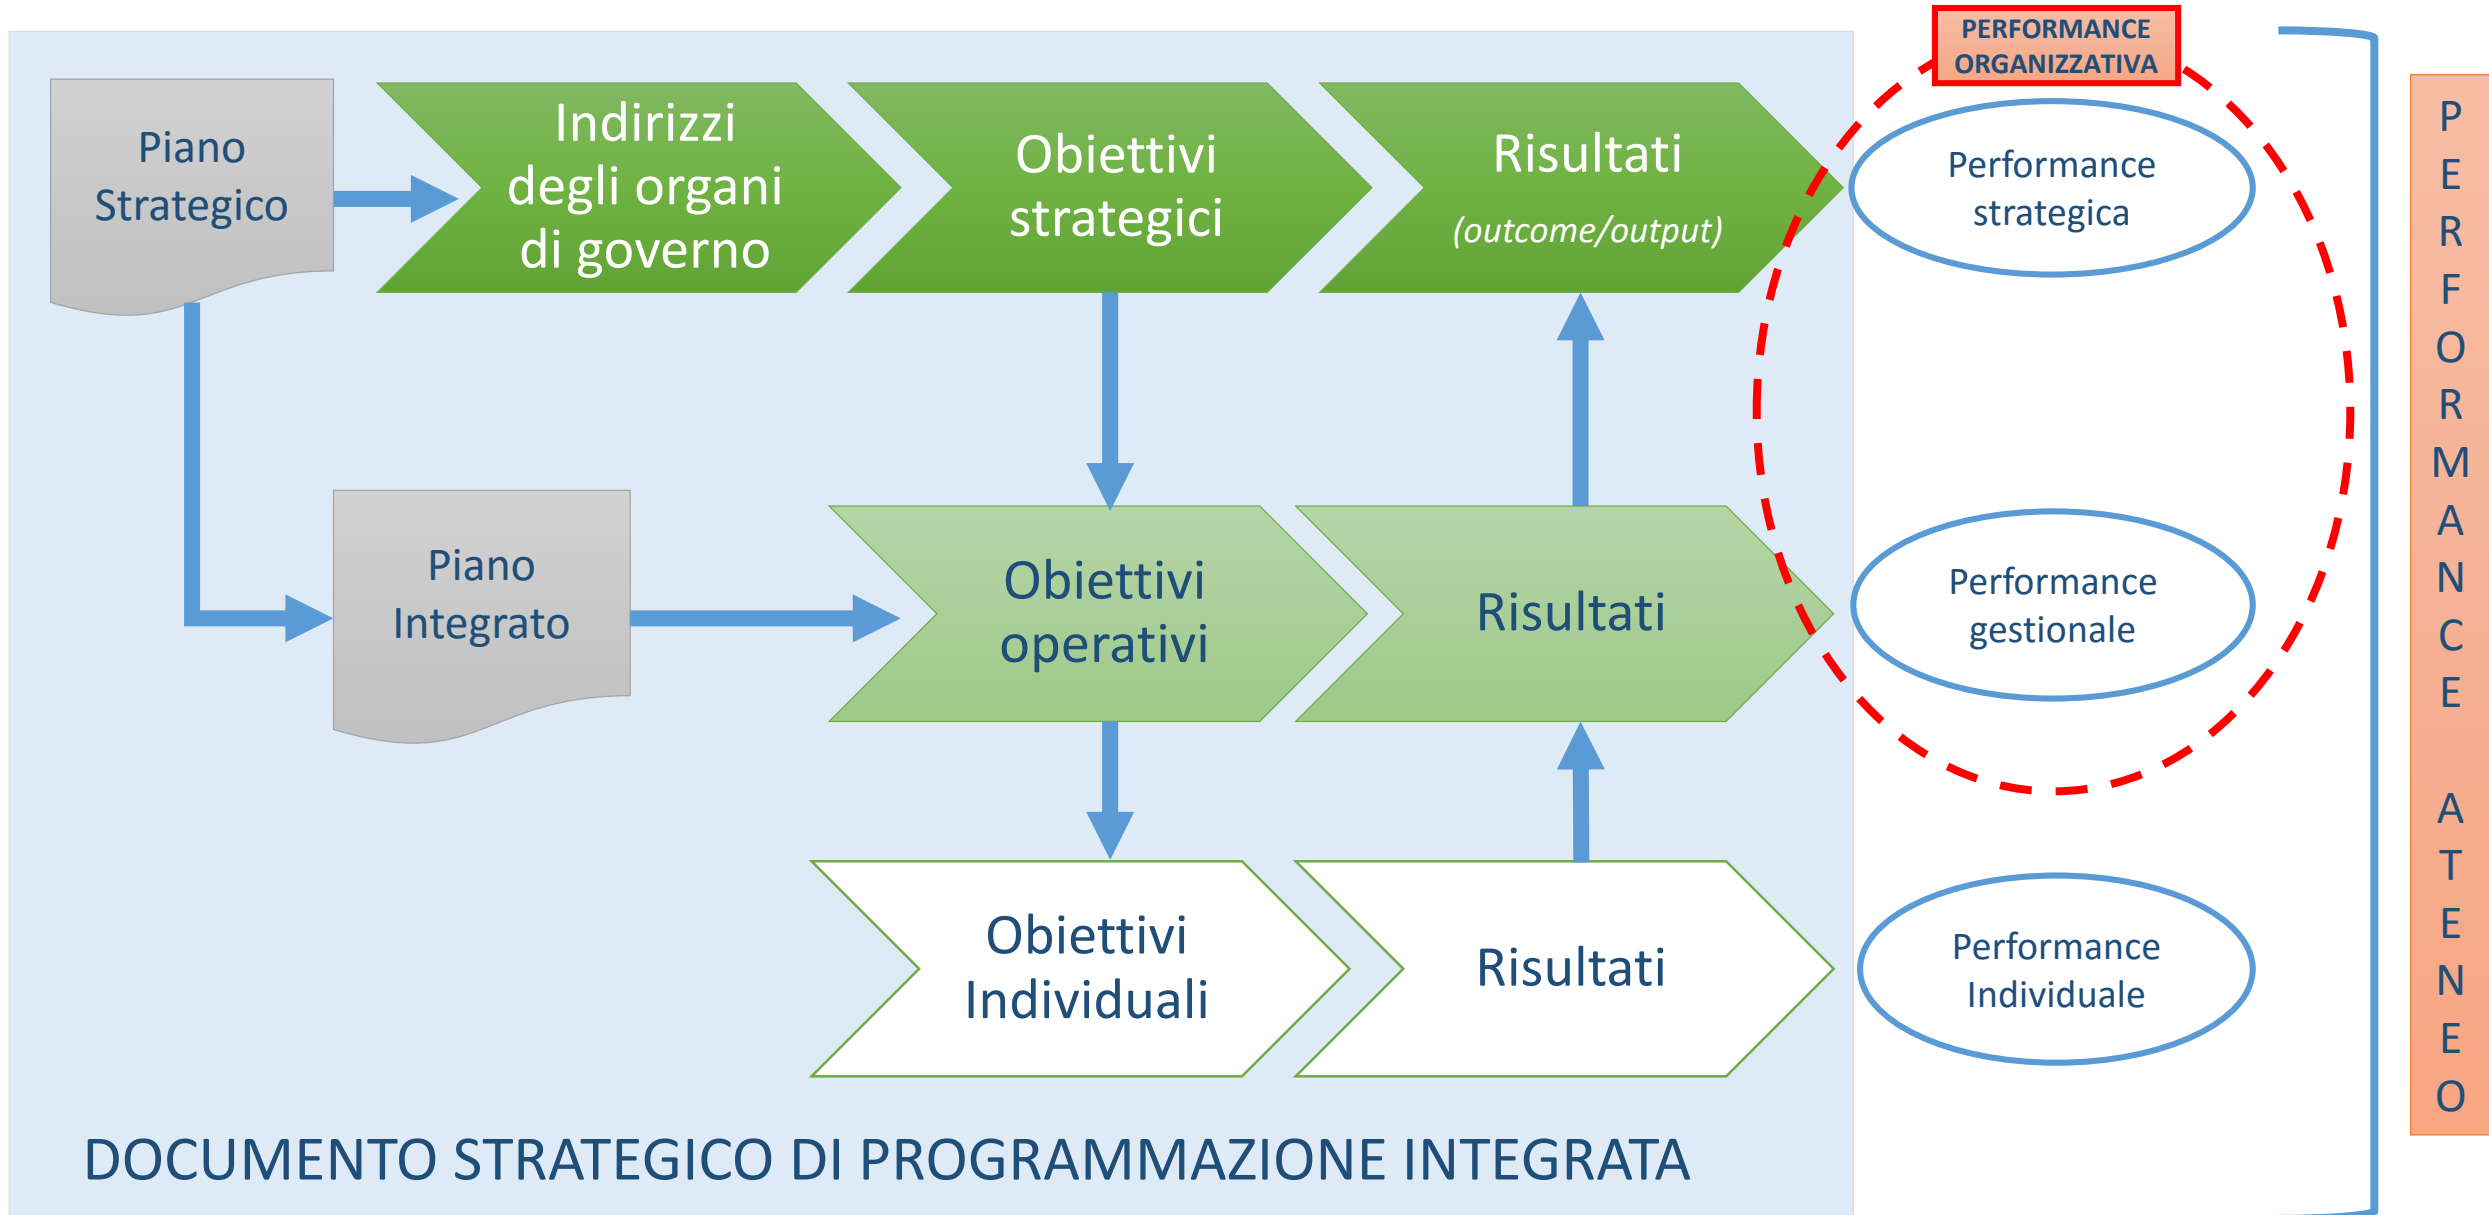 PERFORMANCE
ORGANIZZATIVA
Piano
Strategico
Indirizzi
degli organi
di governo
Obiettivi
strategici
Risultati
(outcome/output)
Performance
strategica
Piano
Integrato
Obiettivi
operativi
Risultati
Performance
gestionale
Obiettivi
Individuali
Risultati
Performance
Individuale
DOCUMENTO STRATEGICO DI PROGRAMMAZIONE INTEGRATA
P
E
R
F
O
R
M
A
N
C
E
A
T
E
N
E
O